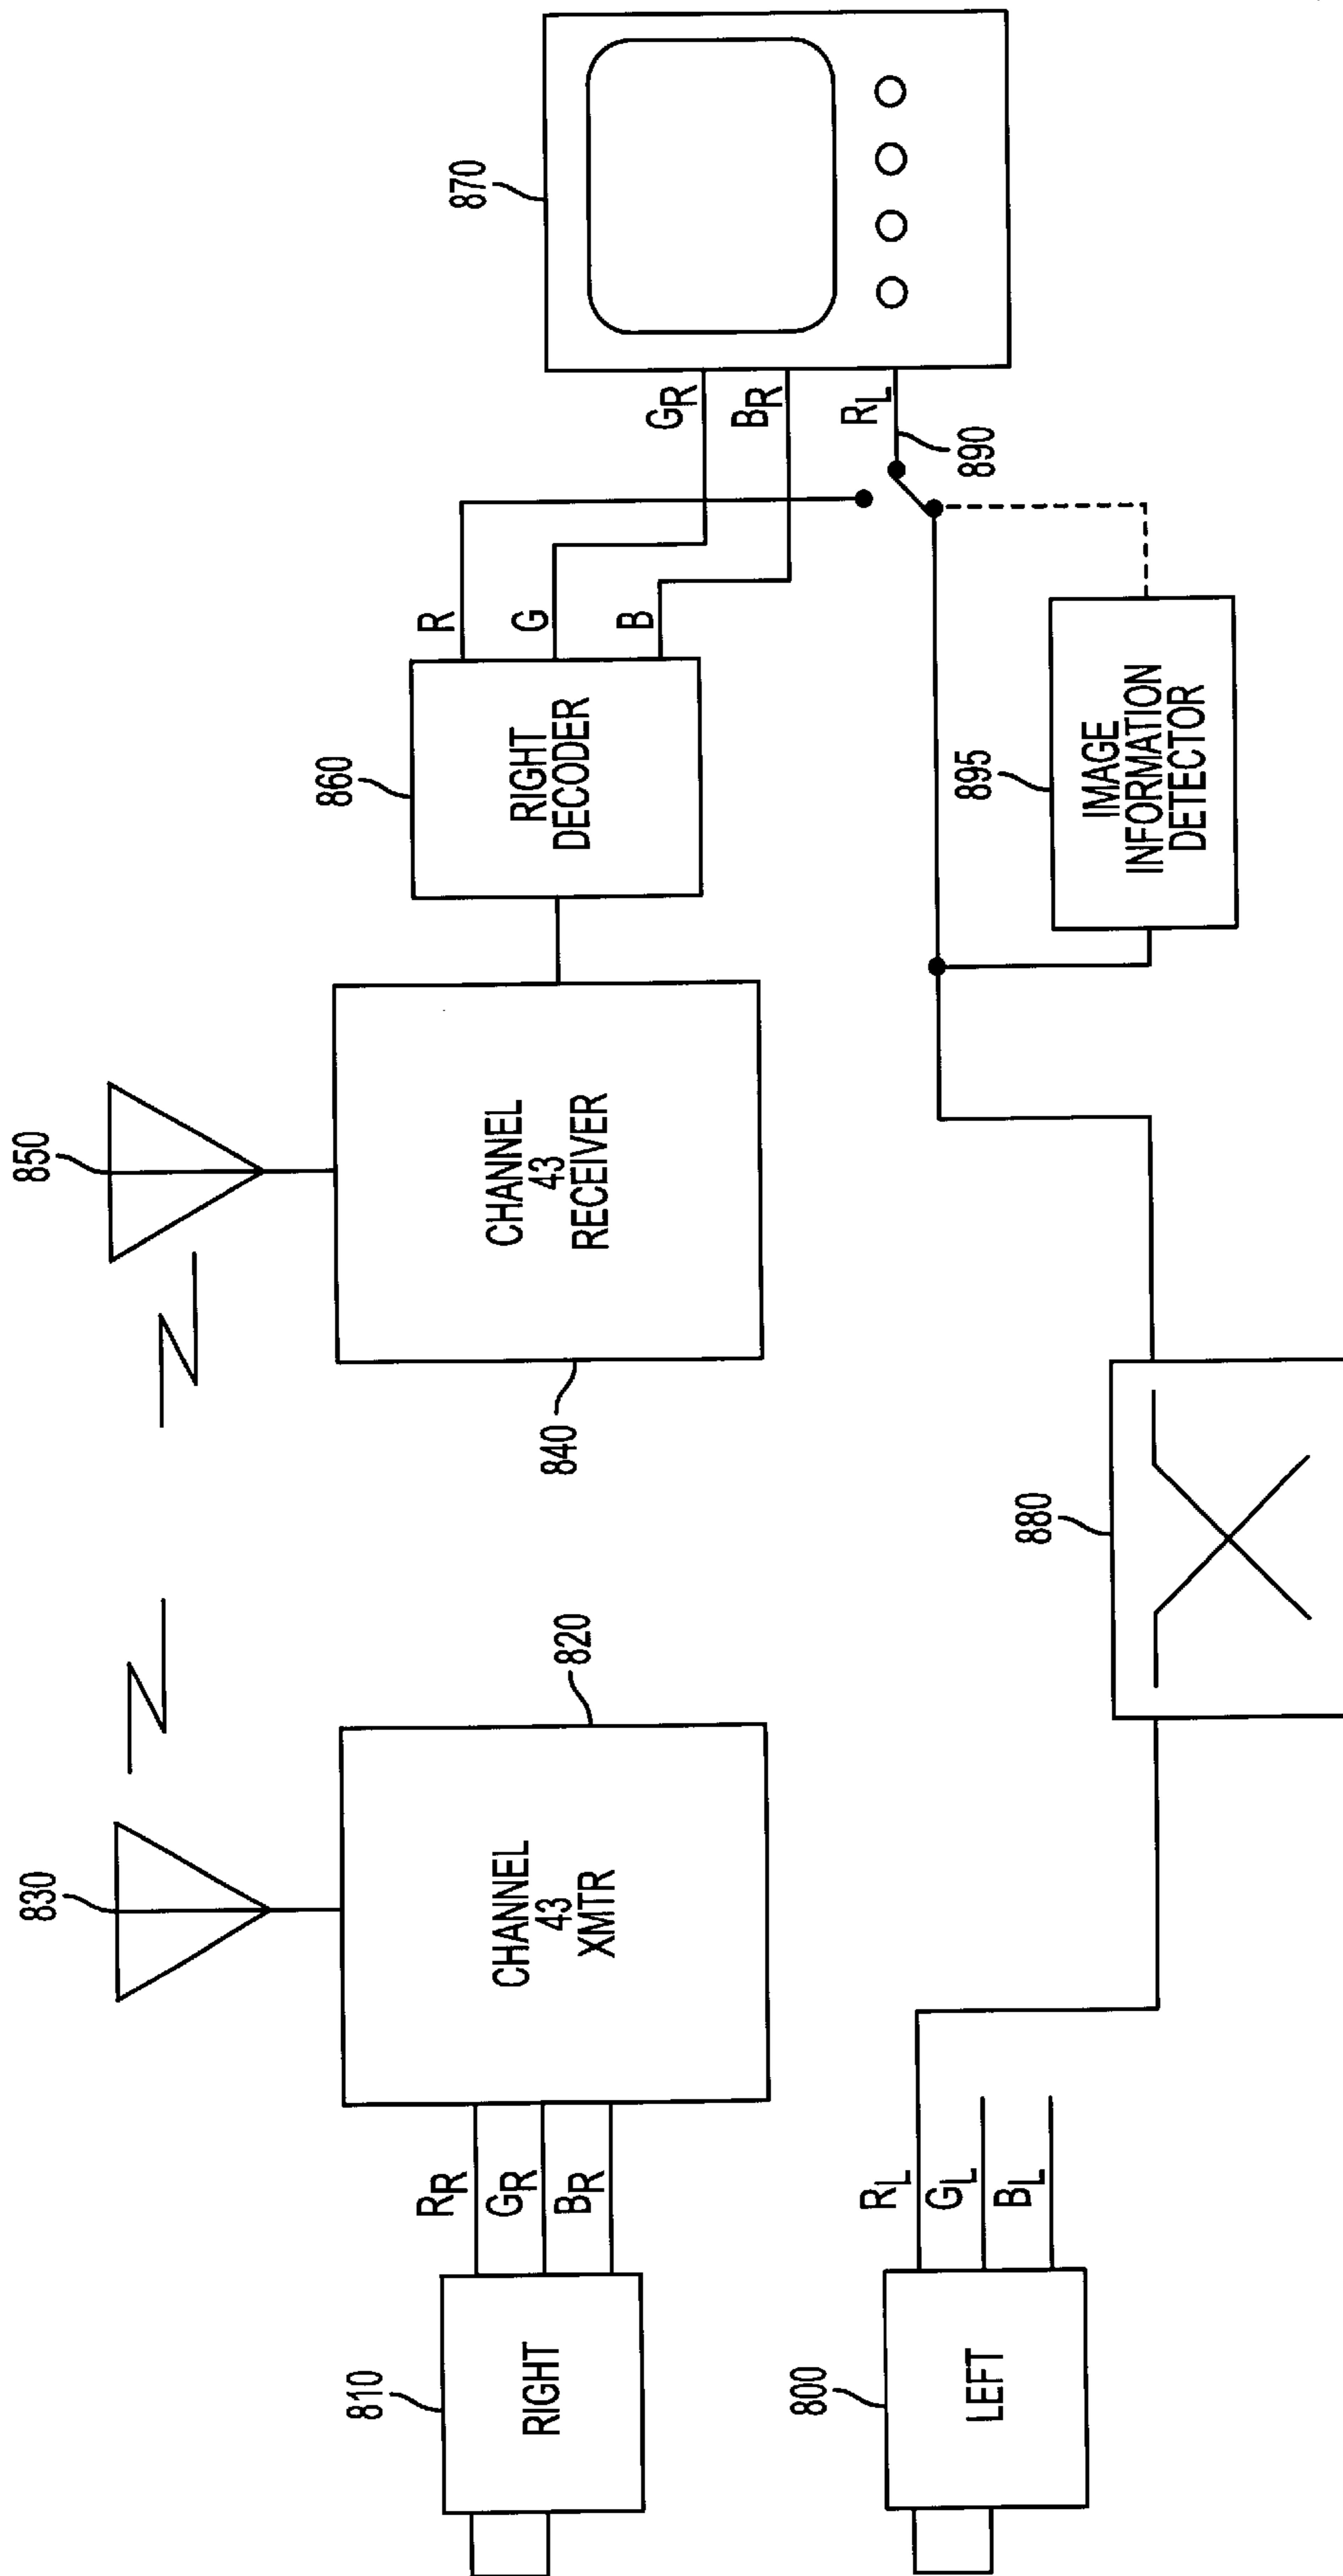 830
850
870
CHANNEL
43
XMTR
820
CHANNEL
43
RECEIVER
840
860
RIGHT
DECODER
R
G
B
GR
BR
RL
890
810
RIGHT
RR
GR
BR
800
LEFT
RL
GL
BL
880
895
IMAGE
INFORMATION
DETECTOR